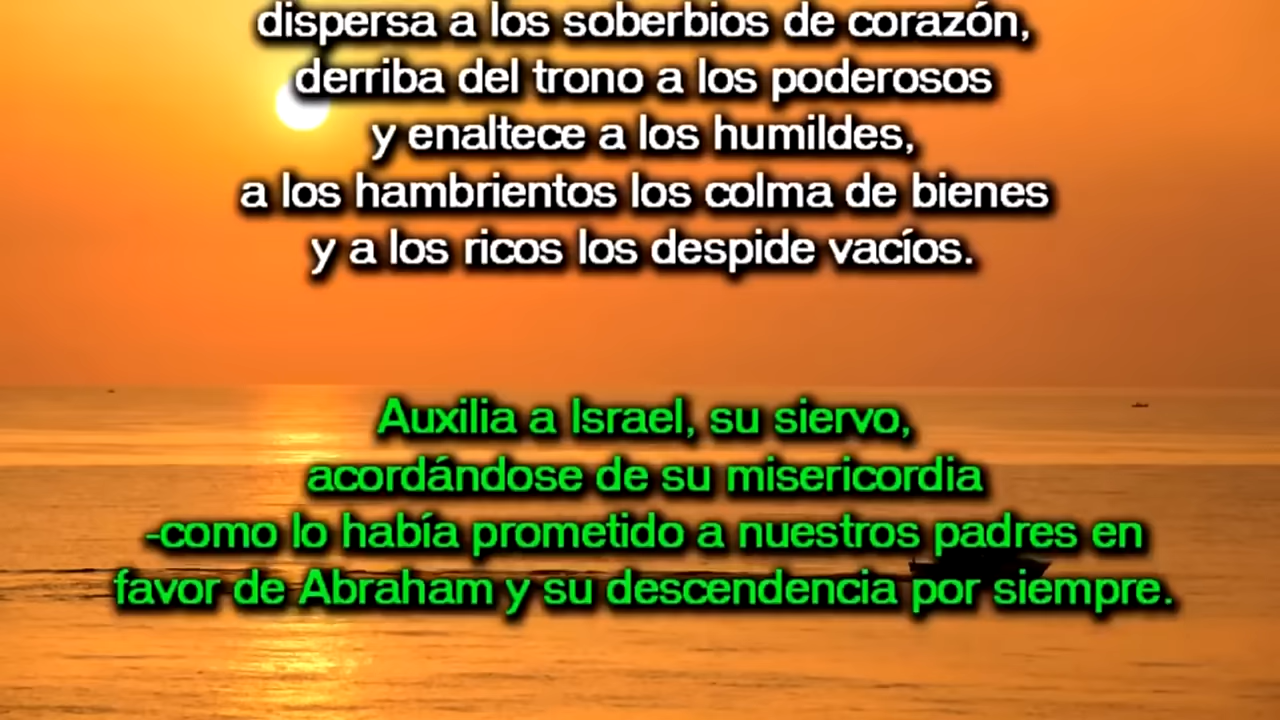 dispersa a los soberbios de corazón,
derriba del trono a los poderosos
y enaltece a los humildes,
a los hambrientos los colma de bienes
y a los ricos los despide vacíos.
Auxilia a Israel, su siervo,
acordándose de su misericordia
-como lo había prometido a nuestros padres en
favor de Abraham y su descendencia por siempre.